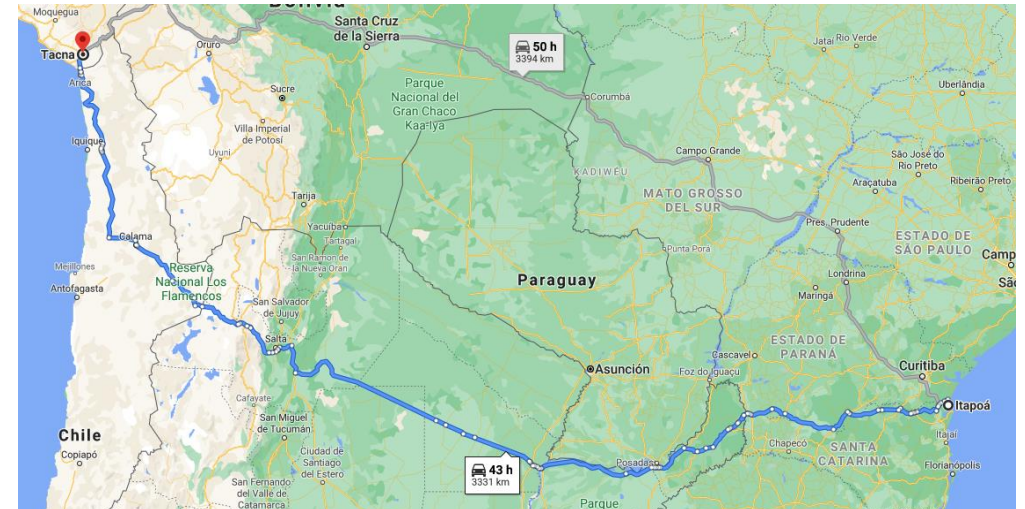 Moquegua
Bolivia
Tacna
Arica
Oruro
Santa Cruz
de la Sierra
50 h
3394 km
Jataí
Rio Verde
Sucre
Parque
Nacional del
Gran Chaco
Kaa-Iya
Corumbá
Uberlândia
Villa Imperial
de Potosí
Iquique
Uyuni
KADIWÉU
Campo Grande
São José do
Rio Preto
Araçatuba
Ribeirão Preto
Tarija
MATO GROSSO
DEL SUR
Yacuiba
Tartagal
Pres. Prudente
ESTADO DE
SÃO PAULO
Calama
San Ramón de
la Nueva Oran
Punta Porá
Camp
Mejillones
Reserva
Nacional Los
Flamencos
Paraguay
Londrina
São
Antofagasta
Maringá
San Salvador
de Jujuy
Salta
ESTADO DE
PARANÁ
Cascavel
Asunción
Foz do Iguaçu
Curitiba
Itapoá
Cafayate
San Miguel
de Tucumán
Chile
Copiapó
Ciudad de
Santiago
del Estero
43 h
3331 km
Posadas
Chapecó
SANTA
CATARINA
Itajaí
Florianópolis
San Fernando
del Valle de
Catamarca
Parque